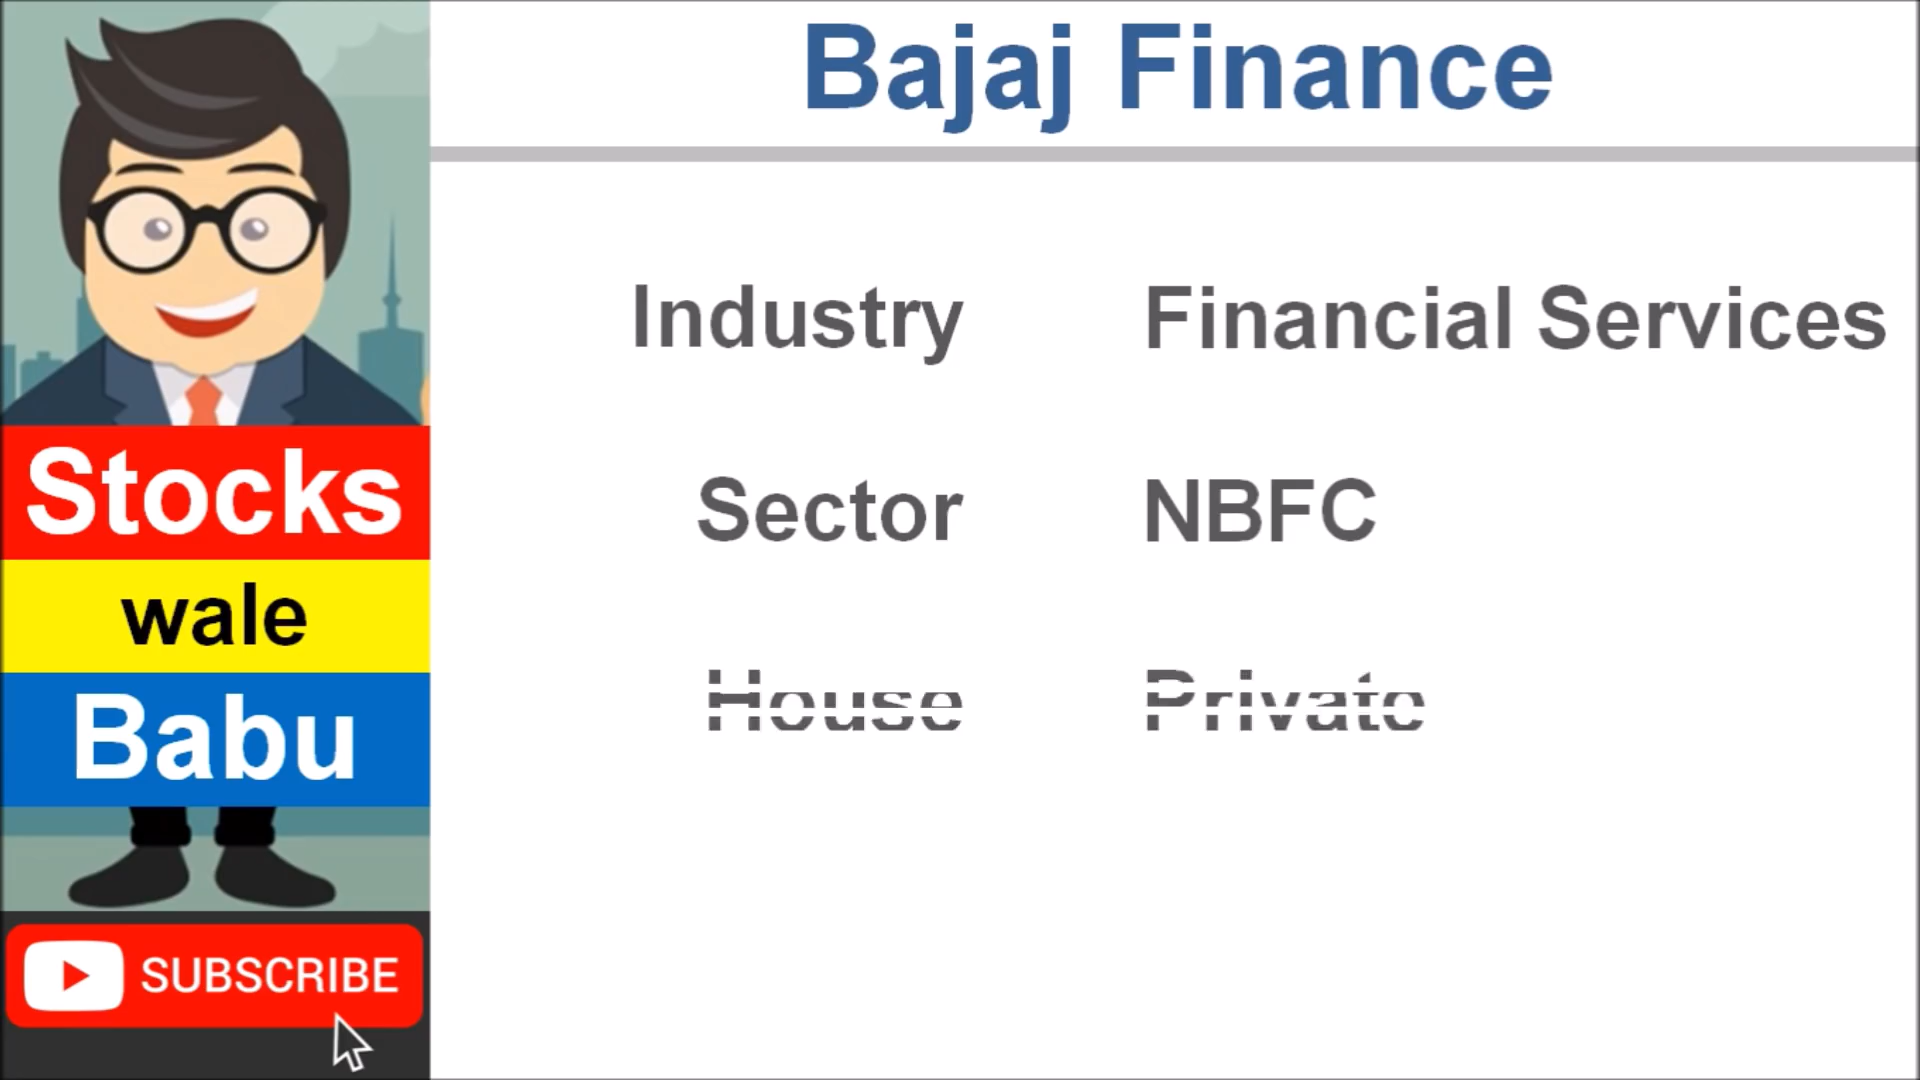 Bajaj Finance
Industry Financial Services
Sector NBFC
House Private
Stocks
wale
Babu
SUBSCRIBE